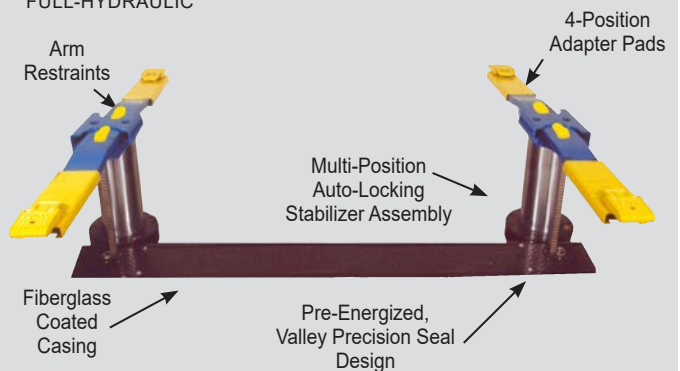 FULL-HYDRAULIC
Arm
Restraints
4-Position
Adapter Pads
Multi-Position
Auto-Locking
Stabilizer Assembly
Fiberglass
Coated
Casing
Pre-Energized,
Valley Precision Seal
Design